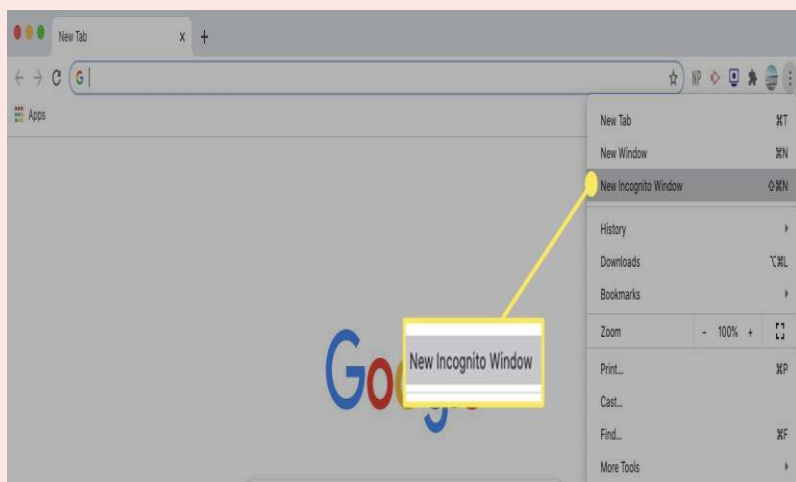 New Tab x +
G
NP
Apps
New Tab ⌘T
New Window ⌘N
New Incognito Window ⇧⌘N
History
Downloads ⌥⌘L
Bookmarks
Zoom - 100% +
Print... ⌘P
Cast...
Find... ⌘F
More Tools
New Incognito Window
Google